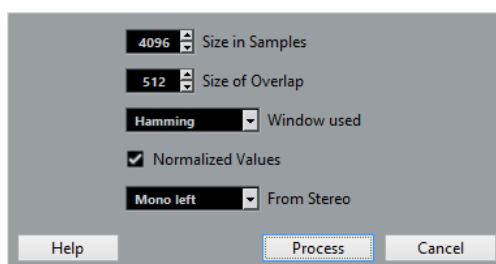 4096 Size in Samples
512 Size of Overlap
Hamming Window used
Normalized Values
Mono left From Stereo
Help Process Cancel